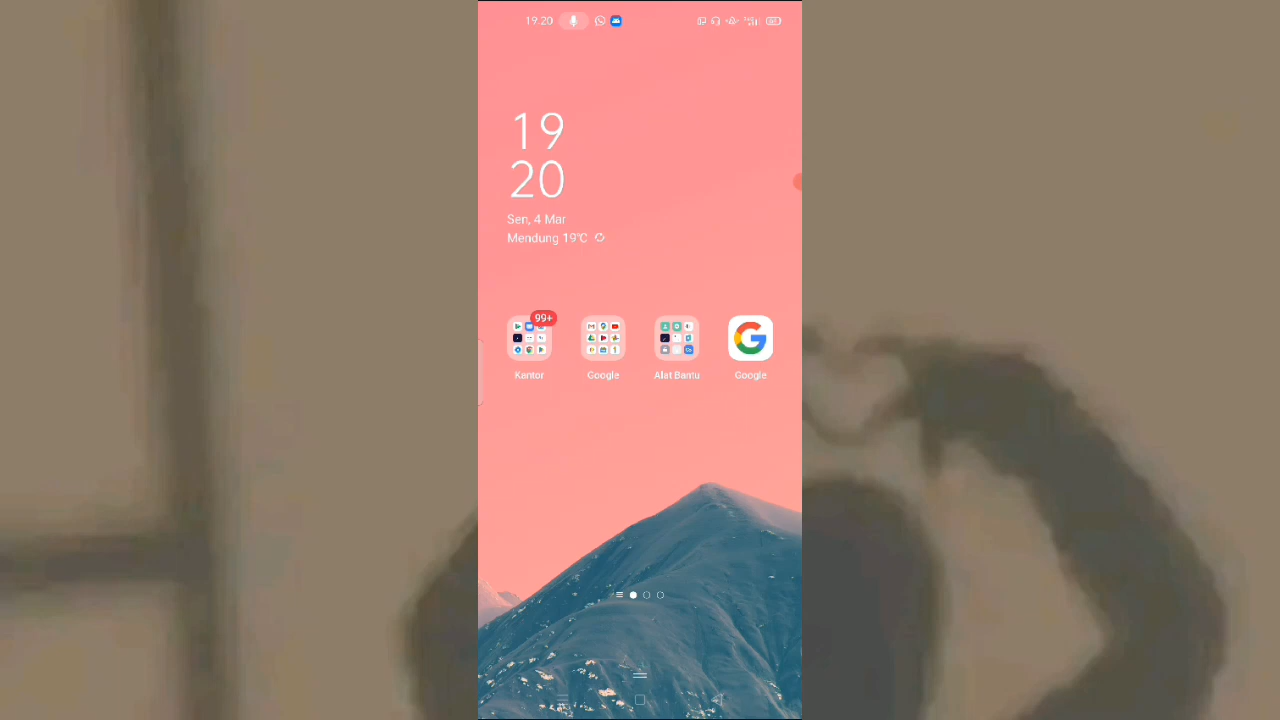 19.20
19
20
Sen, 4 Mar
Mendung 19°C
99+
Kantor
Google
Alat Bantu
Google